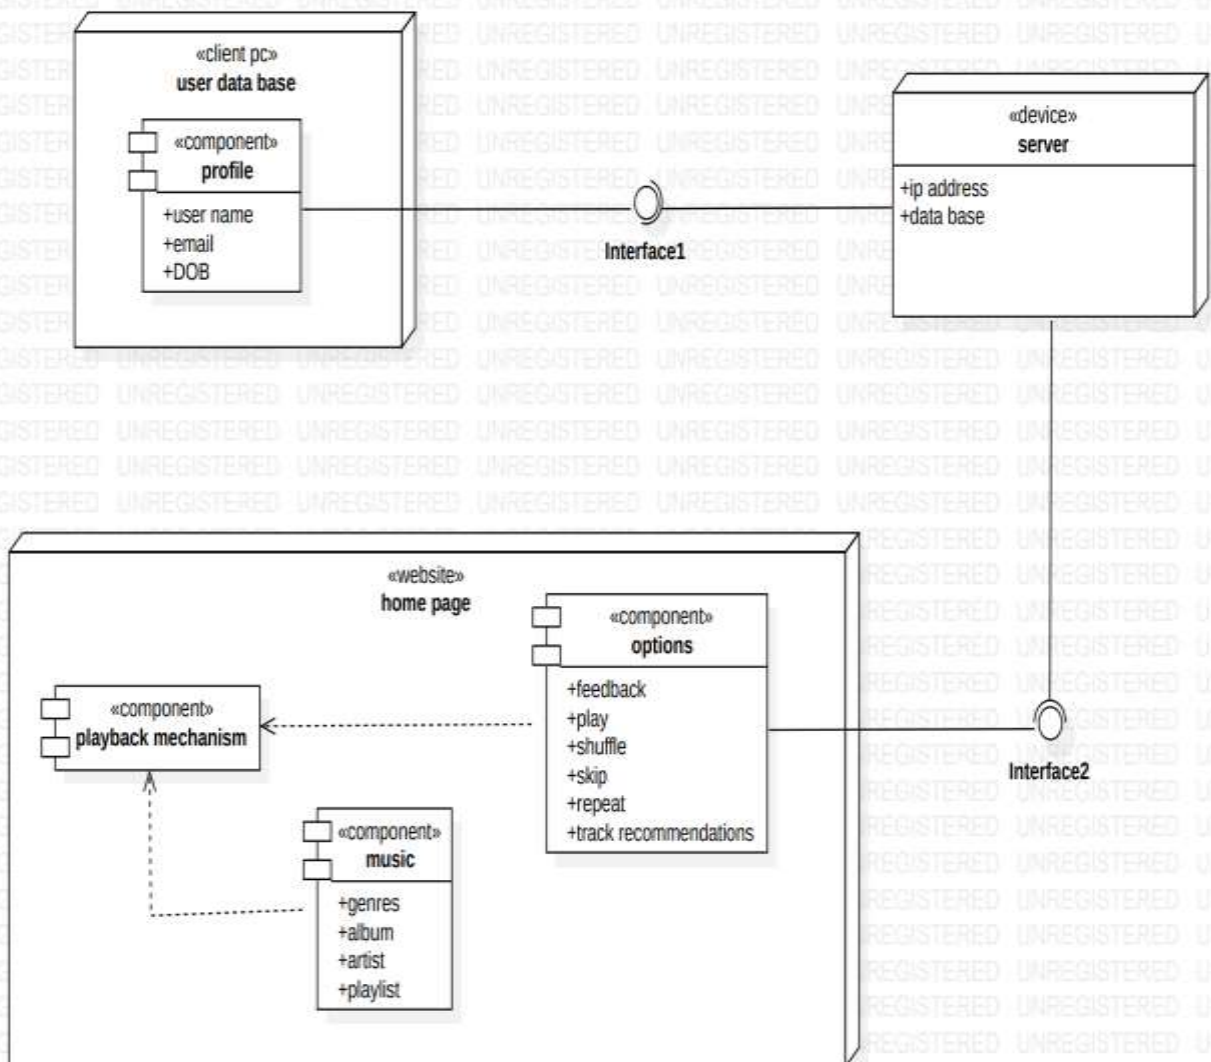 «client pc»
user data base
«component»
profile
+user name
+email
+DOB
Interface1
«device»
server
+ip address
+data base
«website»
home page
«component»
options
+feedback
+play
+shuffle
+skip
+repeat
+track recommendations
«component»
playback mechanism
«component»
music
+genres
+album
+artist
+playlist
Interface2
UNREGISTERED